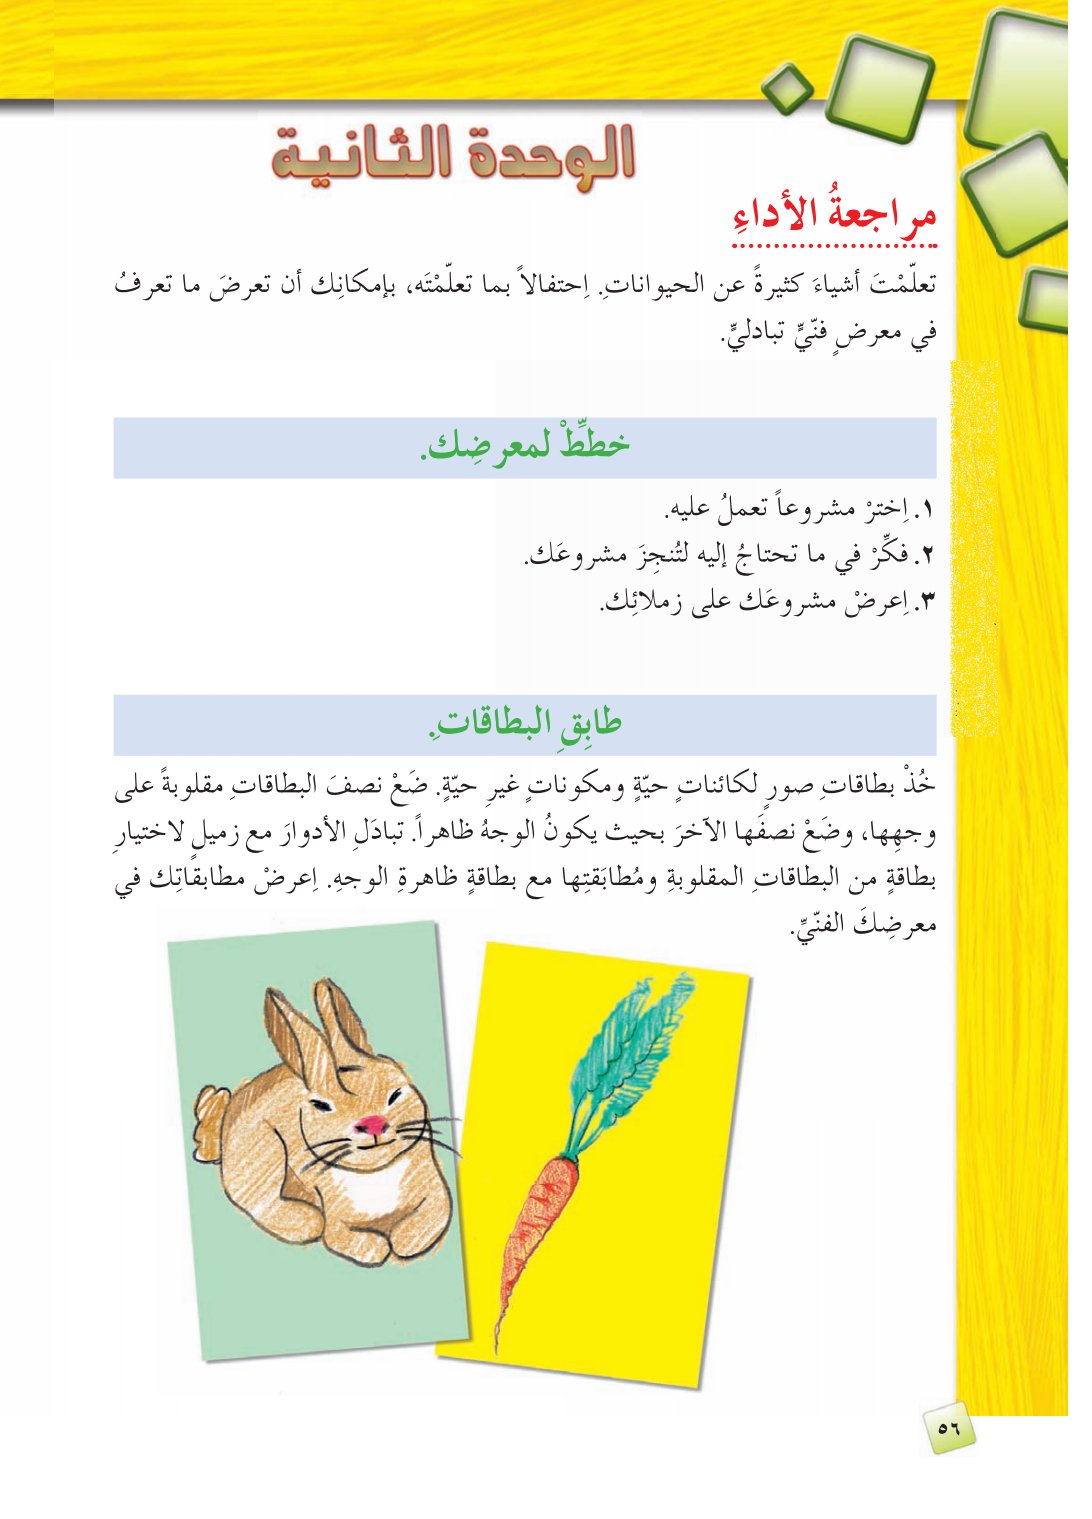 الوحدة الثانية
مراجعةُ الأداءِ
تعلّمْتَ أشياءَ كثيرةً عن الحيواناتِ. اِحتفالاً بما تعلّمْتَه، بإمكانِك أن تعرضَ ما تعرفُ
في معرضٍ فنّيٍّ تبادليٍّ.
خططِّطْ لمعرضِك.
١. اِخترْ مشروعاً تعملُ عليه.
٢. فكِّرْ في ما تحتاجُ إليه لتُنجِزَ مشروعَك.
٣. اِعرضْ مشروعَك على زملائِك.
طابِقِ البطاقاتِ.
خُذْ بطاقاتِ صورٍ لكائناتٍ حيّةٍ ومكوناتٍ غيرِ حيّةٍ. ضَعْ نصفَ البطاقاتِ مقلوبةً على
وجهِها، وضَعْ نصفَها الآخرَ بحيث يكونُ الوجهُ ظاهراً. تبادَلِ الأدوارَ مع زميلٍ لاختيارِ
بطاقةٍ من البطاقاتِ المقلوبةِ ومُطابَقتِها مع بطاقةٍ ظاهرةِ الوجهِ. اِعرضْ مطابقاتِك في
معرضِكَ الفنّيِّ.
٥٦